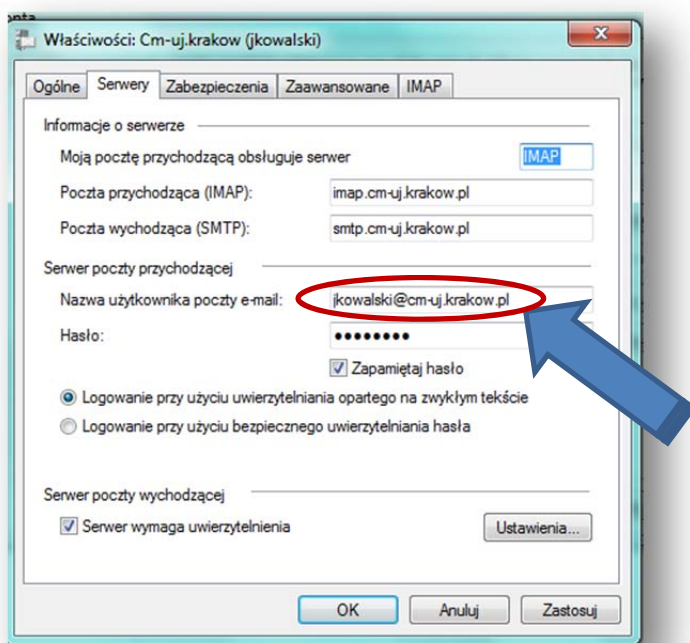 Właściwości: Cm-uj.krakow (jkowalski)
Ogólne Serwery Zabezpieczenia Zaawansowane IMAP
Informacje o serwerze
Moją pocztę przychodzącą obsługuje serwer IMAP
Poczta przychodząca (IMAP): imap.cm-uj.krakow.pl
Poczta wychodząca (SMTP): smtp.cm-uj.krakow.pl
Serwer poczty przychodzącej
Nazwa użytkownika poczty e-mail: jkowalski@cm-uj.krakow.pl
Hasło: ●●●●●●●●
Zapamiętaj hasło
Logowanie przy użyciu uwierzytelniania opartego na zwykłym tekście
Logowanie przy użyciu bezpiecznego uwierzytelniania hasła
Serwer poczty wychodzącej
Serwer wymaga uwierzytelnienia Ustawienia...
OK Anuluj Zastosuj